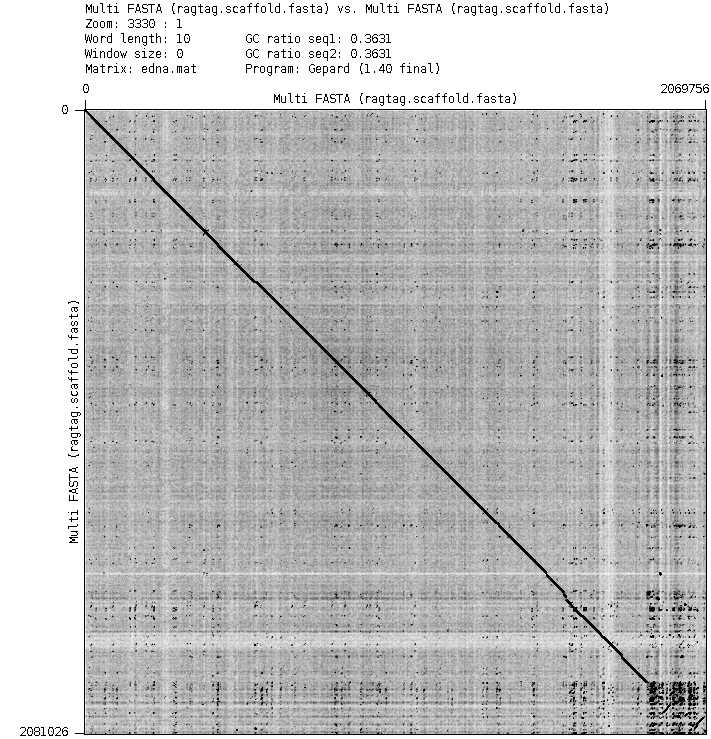 Multi FASTA (ragtag.scaffold.fasta) vs. Multi FASTA (ragtag.scaffold.fasta)
Zoom: 3330 : 1
Word length: 10 GC ratio seq1: 0.3631
Window size: 0 GC ratio seq2: 0.3631
Matrix: edna.mat Program: Gepard (1.40 final)
0 2069756
Multi FASTA (ragtag.scaffold.fasta)
0
Multi FASTA (ragtag.scaffold.fasta)
2081026